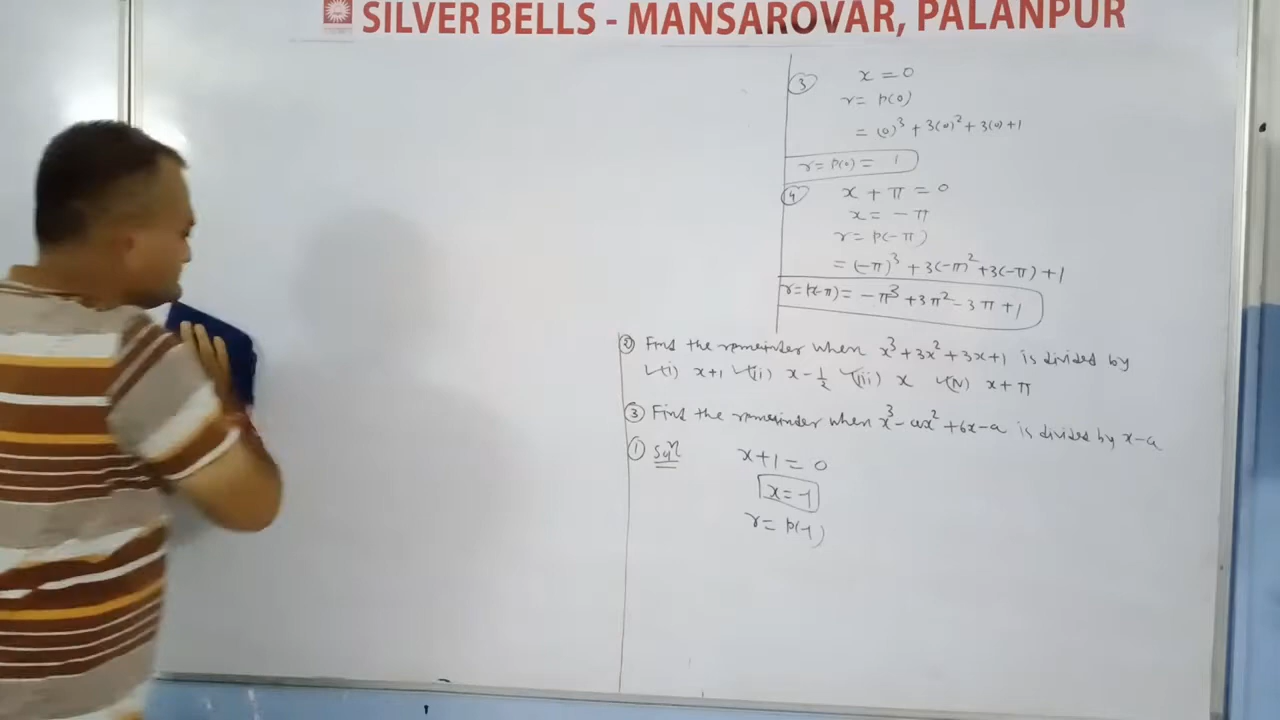 SILVER BELLS - MANSAROVAR, PALANPUR
③ x = 0
r = p(0)
= (0)³ + 3(0)² + 3(0) + 1
r = p(0) = 1
④ x + π = 0
x = - π
r = p(-π)
= (-π)³ + 3(-π)² + 3(-π) + 1
r = p(-π) = - π³ + 3π² - 3π + 1
② Find the remainder when x³ + 3x² + 3x + 1 is divided by
(i) x+1 (ii) x - 1/2 (iii) x (iv) x + π
③ Find the remainder when x³ - ax² + 6x - a is divided by x - a
① Solⁿ x + 1 = 0
x = -1
r = p(-1)